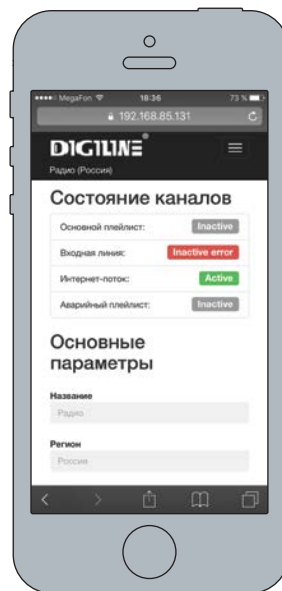 MegaFon 18:36 73 %
192.168.85.131
DIGILINE®
Радио (Россия)
Состояние каналов
Основной плейлист: Inactive
Входная линия: Inactive error
Интернет-поток: Active
Аварийный плейлист: Inactive
Основные
параметры
Название
Радио
Регион
Россия